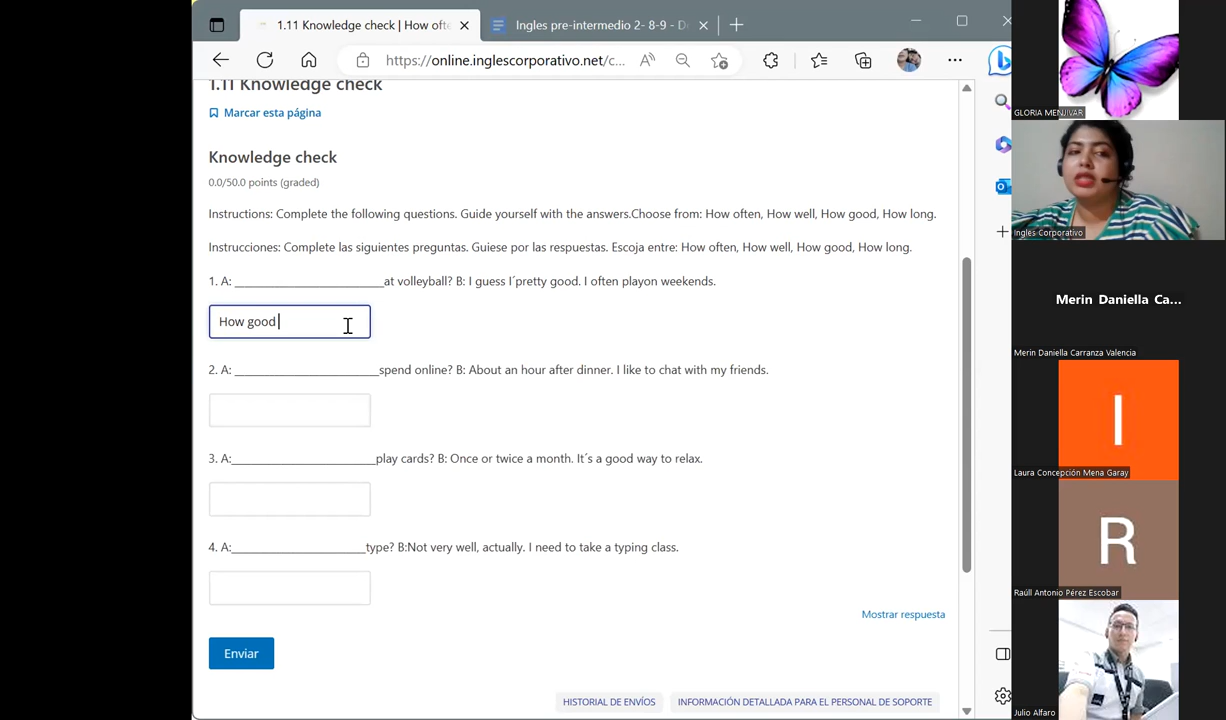 1.11 Knowledge check | How ofte
Ingles pre-intermedio 2- 8-9 - D
https://online.inglescorporativo.net/c...
1.11 Knowledge check
Marcar esta página
Knowledge check
0.0/50.0 points (graded)
Instructions: Complete the following questions. Guide yourself with the answers.Choose from: How often, How well, How good, How long.
Instrucciones: Complete las siguientes preguntas. Guiese por las respuestas. Escoja entre: How often, How well, How good, How long.
1. A: ________________________at volleyball? B: I guess I´pretty good. I often playon weekends.
How good
2. A: _______________________spend online? B: About an hour after dinner. I like to chat with my friends.
3. A:_______________________play cards? B: Once or twice a month. It´s a good way to relax.
4. A:_____________________type? B:Not very well, actually. I need to take a typing class.
Mostrar respuesta
Enviar
HISTORIAL DE ENVÍOS
INFORMACIÓN DETALLADA PARA EL PERSONAL DE SOPORTE
GLORIA MENJIVAR
Inglés Corporativo
Merin Daniella Ca...
Merin Daniella Carranza Valencia
I
Laura Concepción Mena Garay
R
Raúll Antonio Pérez Escobar
Julio Alfaro